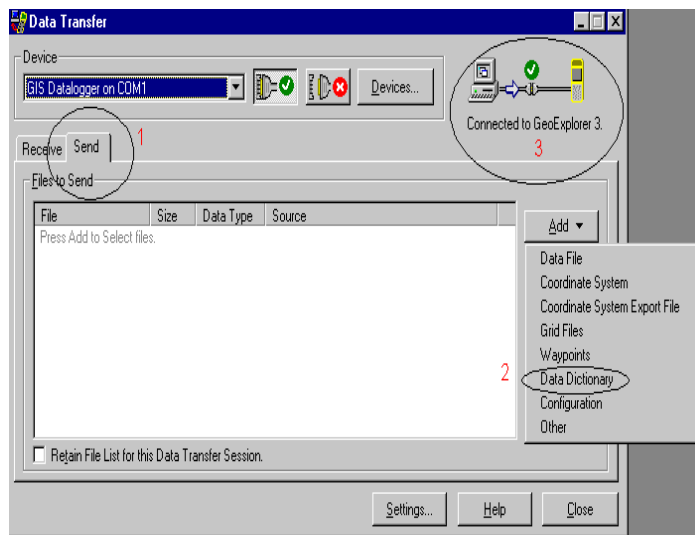 Data Transfer
Device
GIS Datalogger on COM1
Devices...
Connected to GeoExplorer 3.
3
Receive Send 1
Files to Send
File Size Data Type Source
Press Add to Select files.
Add
Data File
Coordinate System
Coordinate System Export File
Grid Files
Waypoints
2 Data Dictionary
Configuration
Other
Retain File List for this Data Transfer Session.
Settings... Help Close